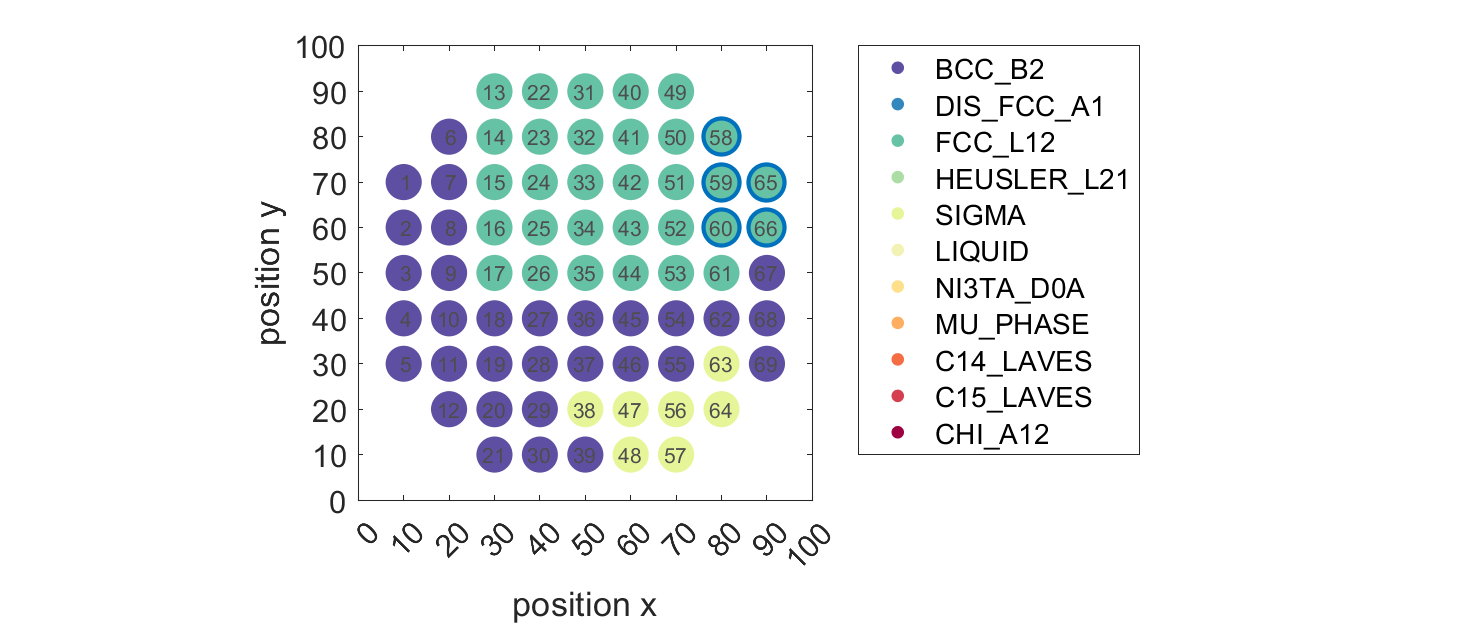 100
90
80
70
60
50
40
30
20
10
0
position y
13 22 31 40 49
6 14 23 32 41 50 58
1 7 15 24 33 42 51 59 65
2 8 16 25 34 43 52 60 66
3 9 17 26 35 44 53 61 67
4 10 18 27 36 45 54 62 68
5 11 19 28 37 46 55 63 69
12 20 29 38 47 56 64
21 30 39 48 57
0 10 20 30 40 50 60 70 80 90 100
position x
BCC_B2
DIS_FCC_A1
FCC_L12
HEUSLER_L21
SIGMA
LIQUID
NI3TA_D0A
MU_PHASE
C14_LAVES
C15_LAVES
CHI_A12